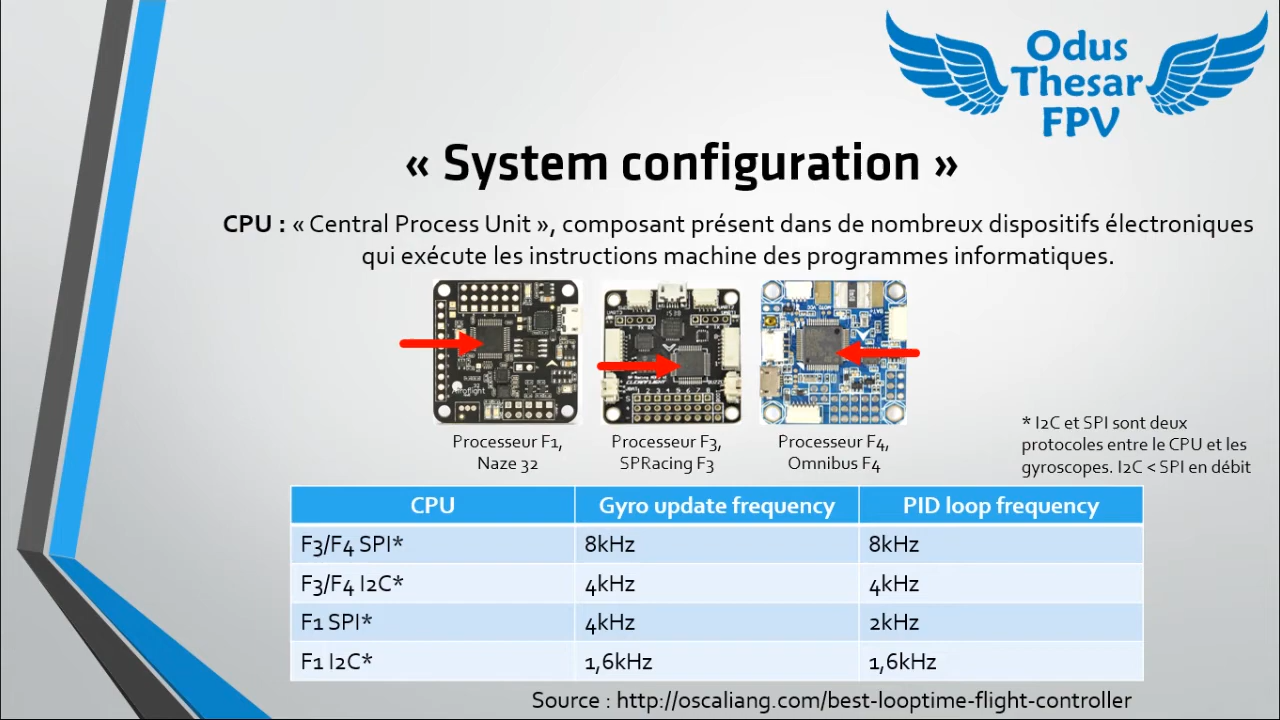 Odus
Thesar
FPV
« System configuration »
CPU : « Central Process Unit », composant présent dans de nombreux dispositifs électroniques
qui exécute les instructions machine des programmes informatiques.
Processeur F1,
Naze 32
Processeur F3,
SPRacing F3
Processeur F4,
Omnibus F4
* I2C et SPI sont deux
protocoles entre le CPU et les
gyroscopes. I2C < SPI en débit
CPU Gyro update frequency PID loop frequency
F3/F4 SPI* 8kHz 8kHz
F3/F4 I2C* 4kHz 4kHz
F1 SPI* 4kHz 2kHz
F1 I2C* 1,6kHz 1,6kHz
Source : http://oscaliang.com/best-looptime-flight-controller